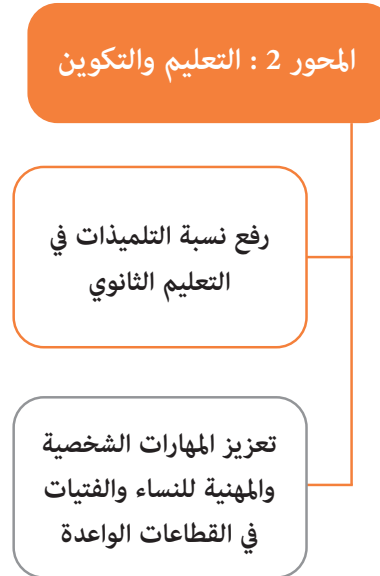 المحور 2 : التعليم والتكوين
رفع نسبة التلميذات في
التعليم الثانوي
تعزيز المهارات الشخصية
والمهنية للنساء والفتيات
في القطاعات الواعدة